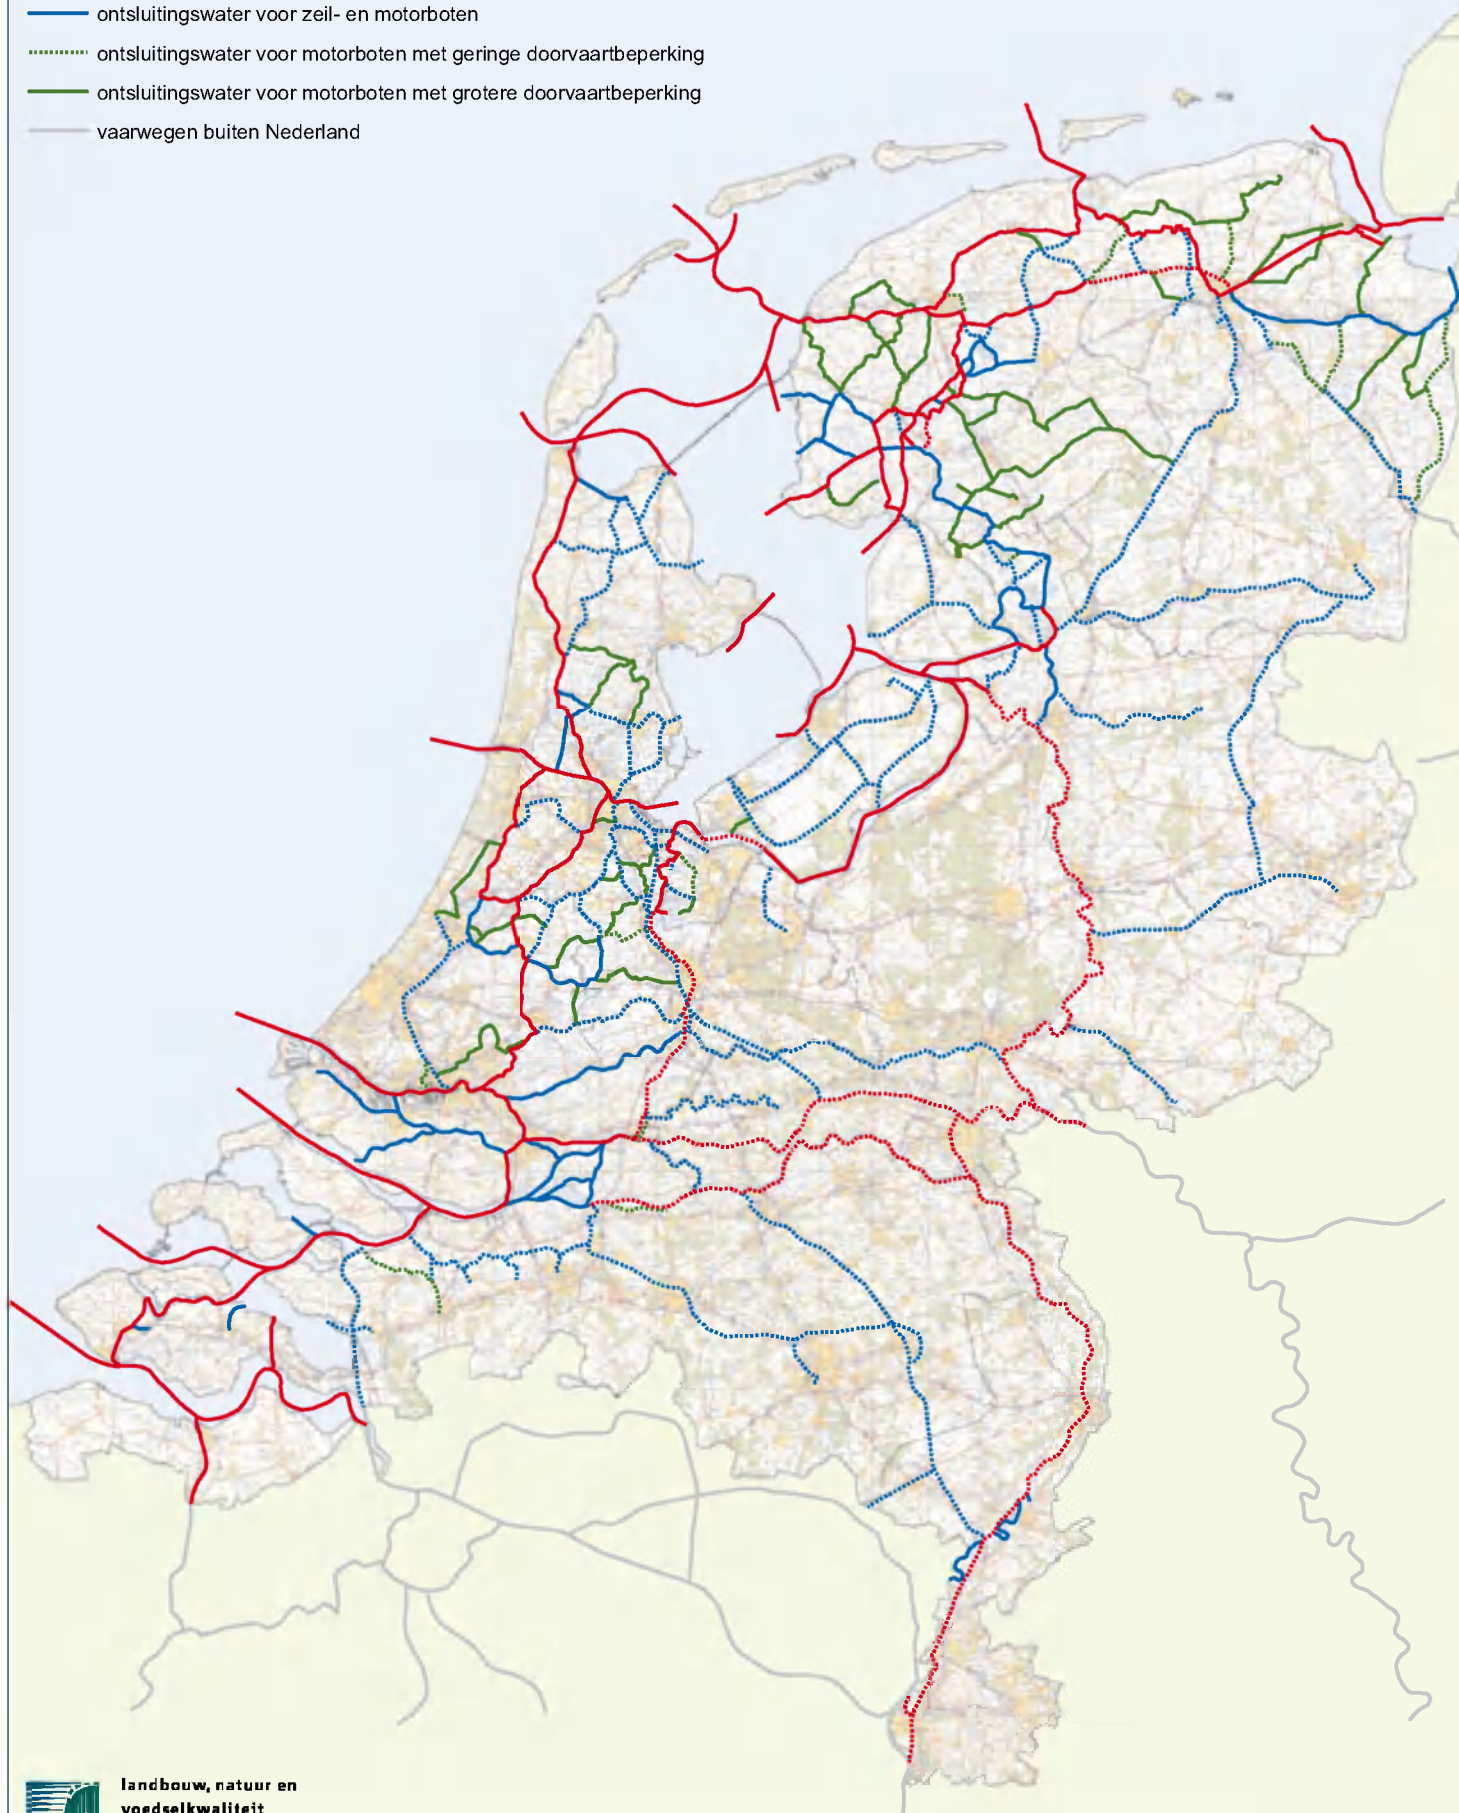 ontsluitingswater voor zeil- en motorboten
ontsluitingswater voor motorboten met geringe doorvaartbeperking
ontsluitingswater voor motorboten met grotere doorvaartbeperking
vaarwegen buiten Nederland
landbouw, natuur en
voedselkwaliteit